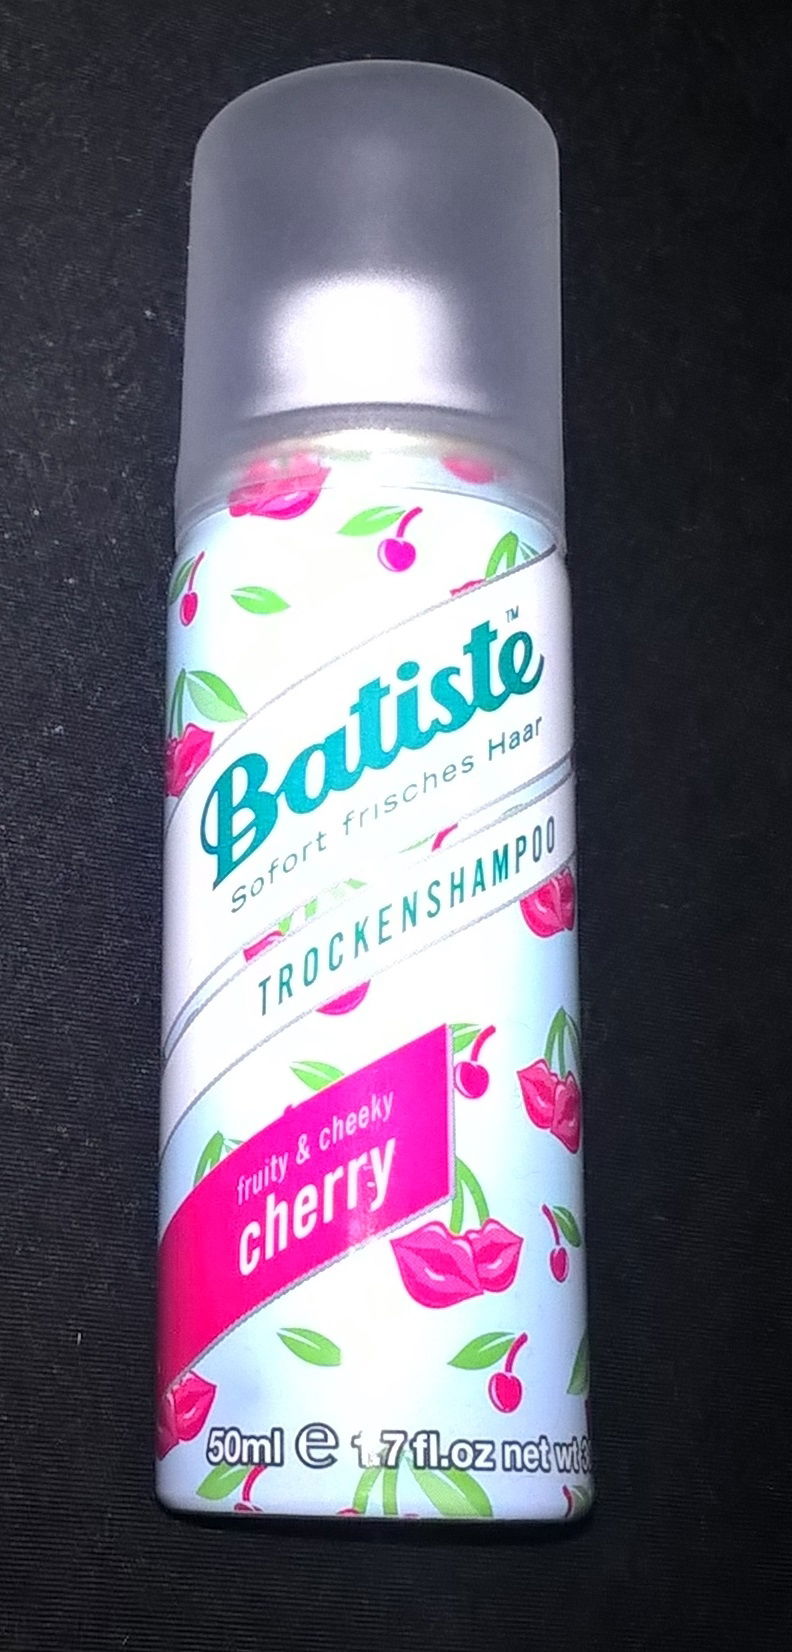 Batiste™
Sofort frisches Haar
TROCKENSHAMPOO
fruity & cheeky
cherry
50ml e 1.7 fl.oz net wt